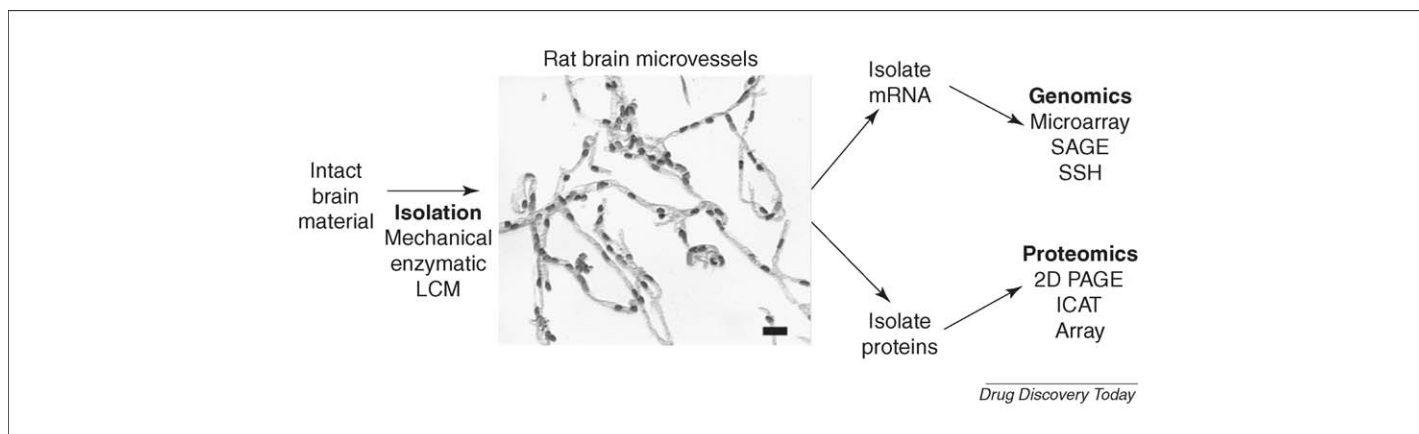 Rat brain microvessels
Intact
brain
material
Isolation
Mechanical
enzymatic
LCM
Isolate
mRNA
Genomics
Microarray
SAGE
SSH
Isolate
proteins
Proteomics
2D PAGE
ICAT
Array
Drug Discovery Today